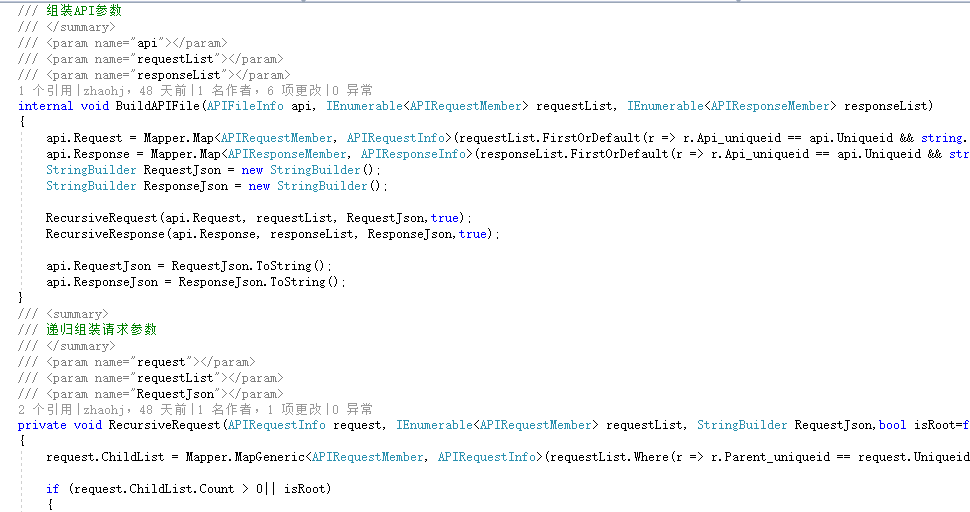 /// 组装API参数
/// </summary>
/// <param name="api"></param>
/// <param name="requestList"></param>
/// <param name="responseList"></param>
1 个引用|zhaohj, 48 天前|1 名作者, 6 项更改|0 异常
internal void BuildAPIFile(APIFileInfo api, IEnumerable<APIRequestMember> requestList, IEnumerable<APIResponseMember> responseList)
{
api.Request = Mapper.Map<APIRequestMember, APIRequestInfo>(requestList.FirstOrDefault(r => r.Api_uniqueid == api.Uniqueid && string.
api.Response = Mapper.Map<APIResponseMember, APIResponseInfo>(responseList.FirstOrDefault(r => r.Api_uniqueid == api.Uniqueid && str
StringBuilder RequestJson = new StringBuilder();
StringBuilder ResponseJson = new StringBuilder();
RecursiveRequest(api.Request, requestList, RequestJson,true);
RecursiveResponse(api.Response, responseList, ResponseJson,true);
api.RequestJson = RequestJson.ToString();
api.ResponseJson = ResponseJson.ToString();
}
/// <summary>
/// 递归组装请求参数
/// </summary>
/// <param name="request"></param>
/// <param name="requestList"></param>
/// <param name="RequestJson"></param>
2 个引用|zhaohj, 48 天前|1 名作者, 1 项更改|0 异常
private void RecursiveRequest(APIRequestInfo request, IEnumerable<APIRequestMember> requestList, StringBuilder RequestJson,bool isRoot=f
{
request.ChildList = Mapper.MapGeneric<APIRequestMember, APIRequestInfo>(requestList.Where(r => r.Parent_uniqueid == request.Uniqueid
if (request.ChildList.Count > 0|| isRoot)
{